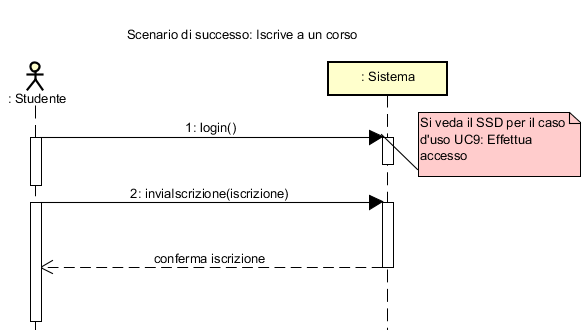 Scenario di successo: Iscrive a un corso
: Studente
: Sistema
Si veda il SSD per il caso
d'uso UC9: Effettua
accesso
1: login()
2: invialscrizione(iscrizione)
conferma iscrizione